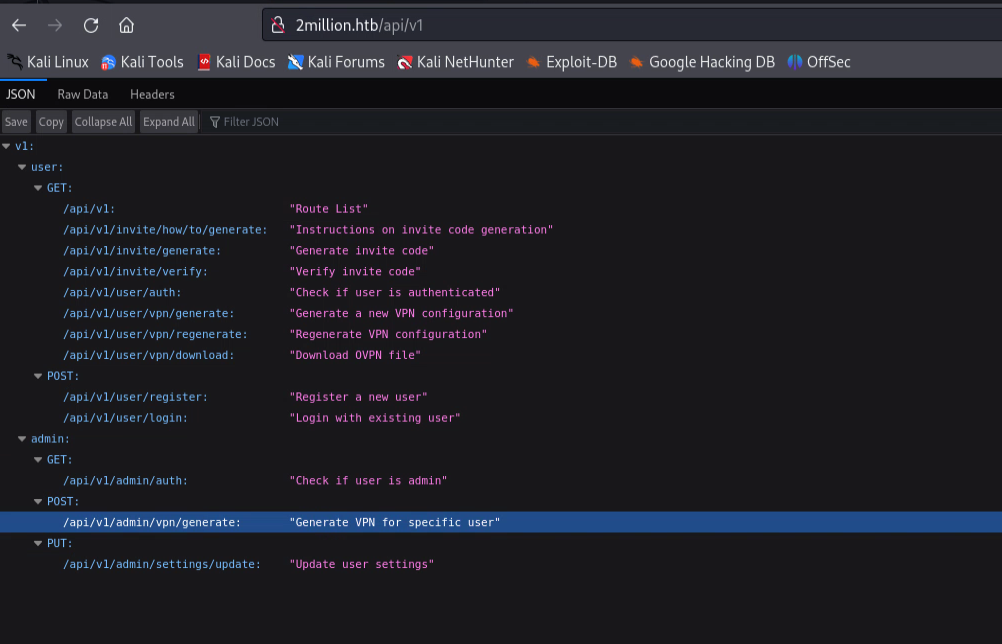 2million.htb/api/v1
Kali Linux Kali Tools Kali Docs Kali Forums Kali NetHunter Exploit-DB Google Hacking DB OffSec
JSON Raw Data Headers
Save Copy Collapse All Expand All Filter JSON
v1:
user:
GET:
/api/v1: "Route List"
/api/v1/invite/how/to/generate: "Instructions on invite code generation"
/api/v1/invite/generate: "Generate invite code"
/api/v1/invite/verify: "Verify invite code"
/api/v1/user/auth: "Check if user is authenticated"
/api/v1/user/vpn/generate: "Generate a new VPN configuration"
/api/v1/user/vpn/regenerate: "Regenerate VPN configuration"
/api/v1/user/vpn/download: "Download OVPN file"
POST:
/api/v1/user/register: "Register a new user"
/api/v1/user/login: "Login with existing user"
admin:
GET:
/api/v1/admin/auth: "Check if user is admin"
POST:
/api/v1/admin/vpn/generate: "Generate VPN for specific user"
PUT:
/api/v1/admin/settings/update: "Update user settings"